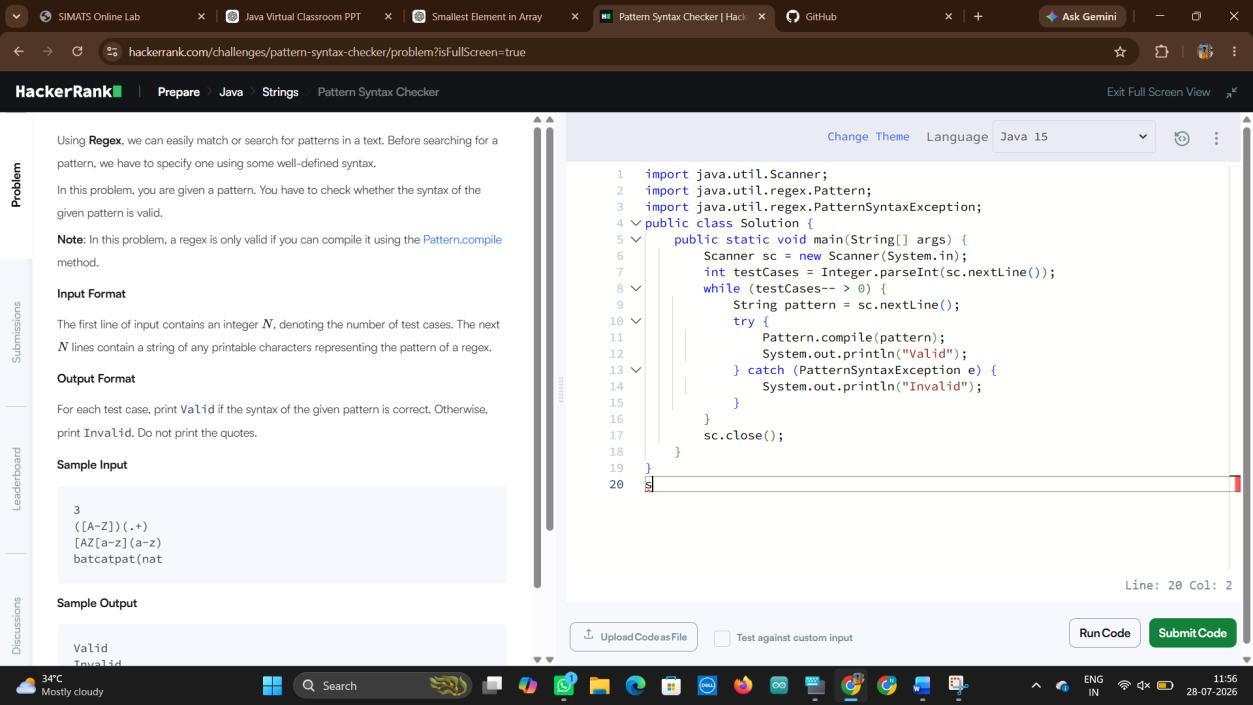 SIMATS Online Lab
Java Virtual Classroom PPT
Smallest Element in Array
Pattern Syntax Checker | Hack
GitHub
Ask Gemini
hackerrank.com/challenges/pattern-syntax-checker/problem?isFullScreen=true
HackerRank
Prepare
Java
Strings
Pattern Syntax Checker
Exit Full Screen View
Problem
Submissions
Leaderboard
Discussions
Using Regex, we can easily match or search for patterns in a text. Before searching for a
pattern, we have to specify one using some well-defined syntax.
In this problem, you are given a pattern. You have to check whether the syntax of the
given pattern is valid.
Note: In this problem, a regex is only valid if you can compile it using the Pattern.compile
method.
Input Format
The first line of input contains an integer N, denoting the number of test cases. The next
N lines contain a string of any printable characters representing the pattern of a regex.
Output Format
For each test case, print Valid if the syntax of the given pattern is correct. Otherwise,
print Invalid. Do not print the quotes.
Sample Input
3
([A-Z])(.+)
[AZ[a-z](a-z)
batcatpat(nat
Sample Output
Valid
Invalid
Change Theme
Language
Java 15
1 import java.util.Scanner;
2 import java.util.regex.Pattern;
3 import java.util.regex.PatternSyntaxException;
4 public class Solution {
5 public static void main(String[] args) {
6 Scanner sc = new Scanner(System.in);
7 int testCases = Integer.parseInt(sc.nextLine());
8 while (testCases-- > 0) {
9 String pattern = sc.nextLine();
10 try {
11 Pattern.compile(pattern);
12 System.out.println("Valid");
13 } catch (PatternSyntaxException e) {
14 System.out.println("Invalid");
15 }
16 }
17 sc.close();
18 }
19 }
20 s
Line: 20 Col: 2
Upload Code as File
Test against custom input
Run Code
Submit Code
34°C
Mostly cloudy
Search
1
DELL
ENG
IN
11:56
28-07-2026